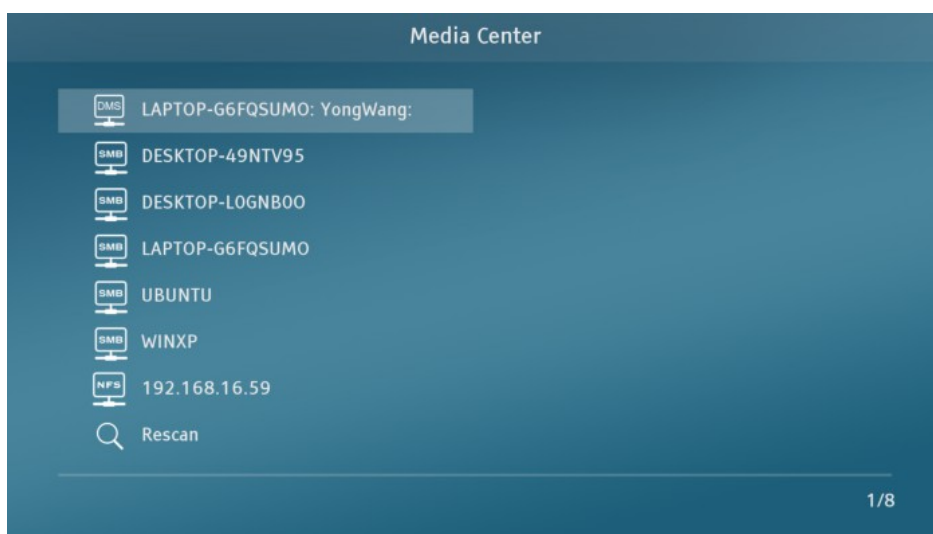 Media Center
DMS LAPTOP-G6FQSUMO: YongWang:
SMB DESKTOP-49NTV95
SMB DESKTOP-L0GNB0O
SMB LAPTOP-G6FQSUMO
SMB UBUNTU
SMB WINXP
NFS 192.168.16.59
Rescan
1/8